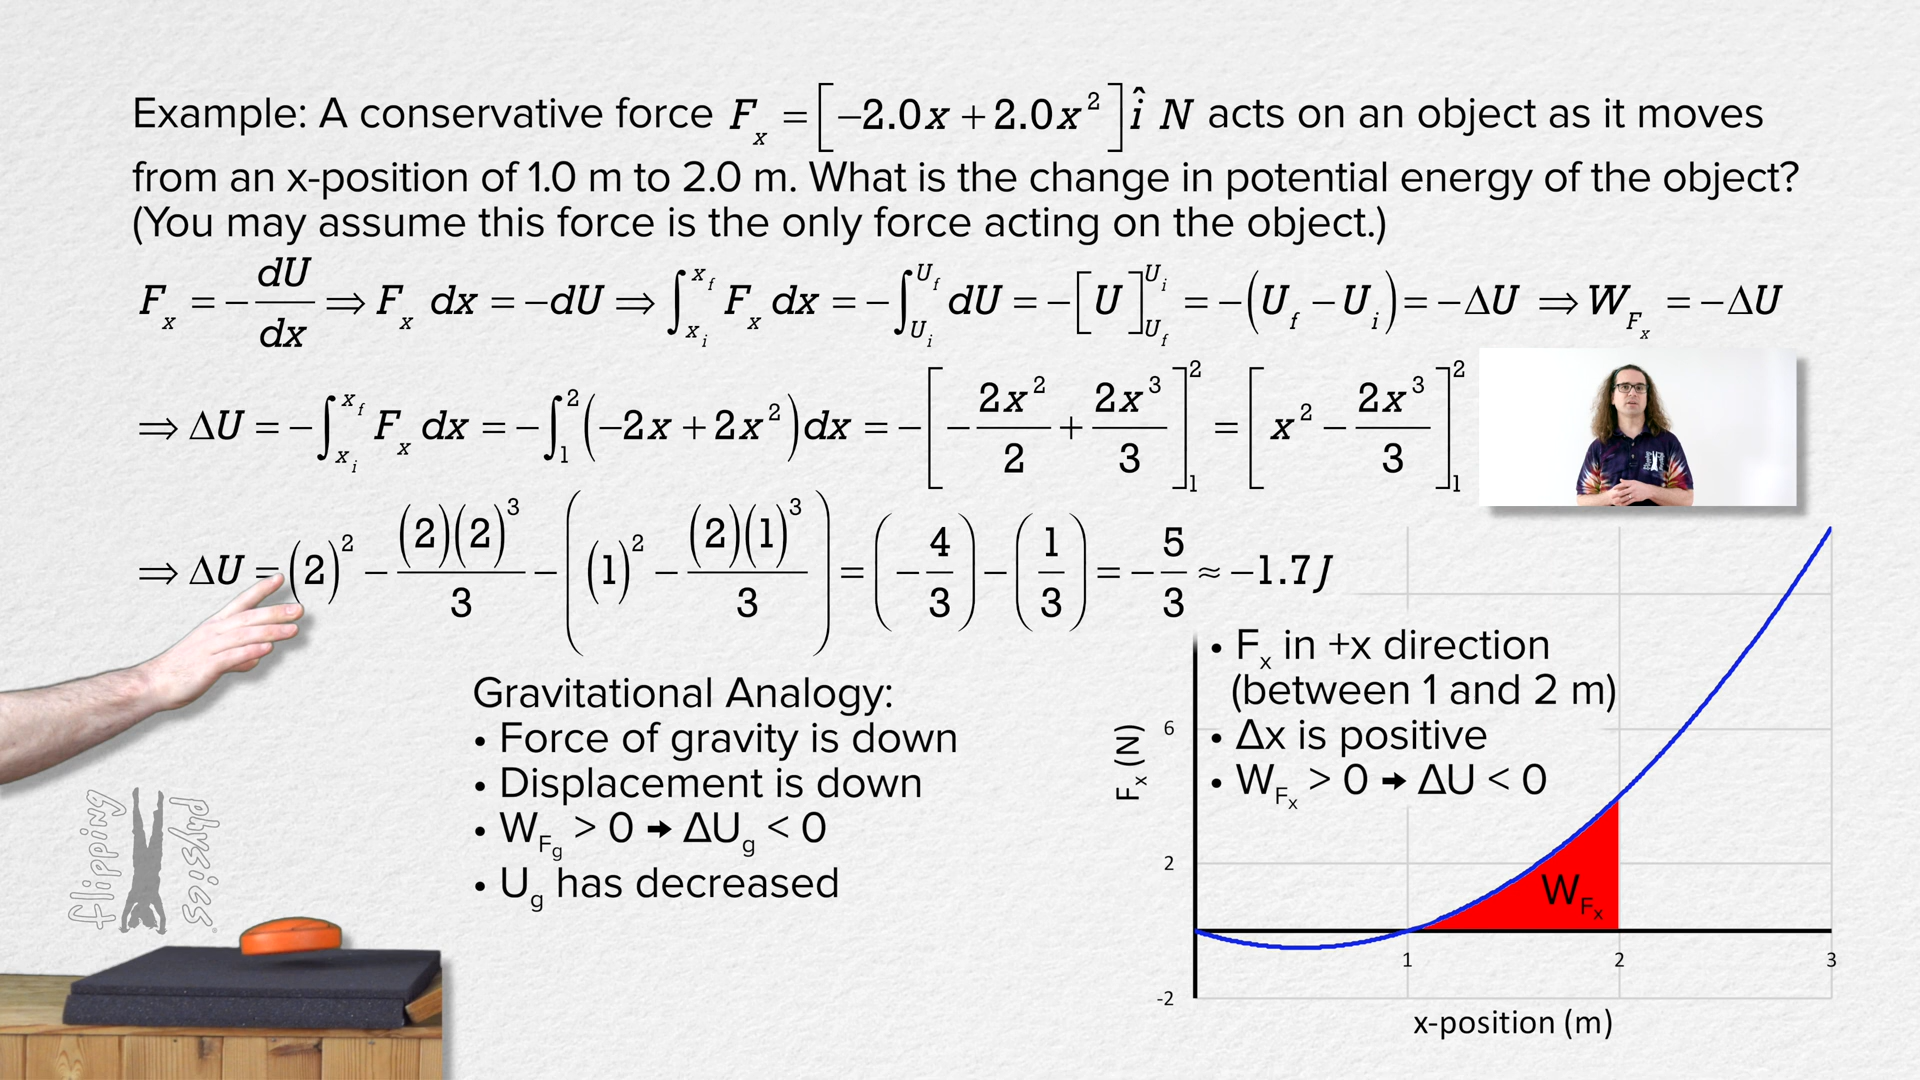 Example: A conservative force F_x = [−2.0x + 2.0x²] î N acts on an object as it moves
from an x-position of 1.0 m to 2.0 m. What is the change in potential energy of the object?
(You may assume this force is the only force acting on the object.)
F_x = −dU/dx ⇒ F_x dx = −dU ⇒ ∫_{x_i}^{x_f} F_x dx = −∫_{U_i}^{U_f} dU = −[U]_{U_f}^{U_i} = −(U_f − U_i) = −ΔU ⇒ W_{F_x} = −ΔU
⇒ ΔU = −∫_{x_i}^{x_f} F_x dx = −∫_1^2 (−2x + 2x²)dx = −[−2x²/2 + 2x³/3]_1^2 = [x² − 2x³/3]_1^2
⇒ ΔU = (2)² − (2)(2)³/3 − ((1)² − (2)(1)³/3) = (−4/3) − (1/3) = −5/3 ≈ −1.7J
Gravitational Analogy:
• Force of gravity is down
• Displacement is down
• W_{F_g} > 0 → ΔU_g < 0
• U_g has decreased
• F_x in +x direction
(between 1 and 2 m)
• Δx is positive
• W_{F_x} > 0 → ΔU < 0
F_x (N)
6
2
-2
W_{F_x}
1 2 3
x-position (m)
flipping
physics